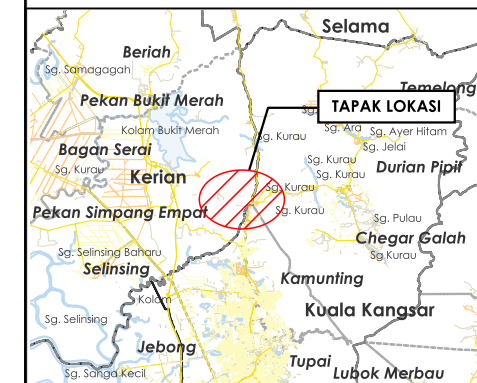 Selama
Beriah
Sg. Samagagah
Temelong
Pekan Bukit Merah
Sg.
TAPAK LOKASI
Kolam Bukit Merah
Sg. Kurau
Sg. Ara
Sg. Ayer Hitam
Sg. Jelai
Bagan Serai
Sg. Kurau
Sg. Kurau
Sg. Kurau
Durian Pipit
Kerian
Sg. Kurau
Pekan Simpang Empat
Sg. Kurau
Sg. Pulau
Chegar Galah
Sg. Selinsing Baharu
Sg.Kurau
Selinsing
Kamunting
Kolam
Kuala Kangsar
Sg. Selinsing
Jebong
Tupai
Sg. Sanga Kecil
Lubok Merbau